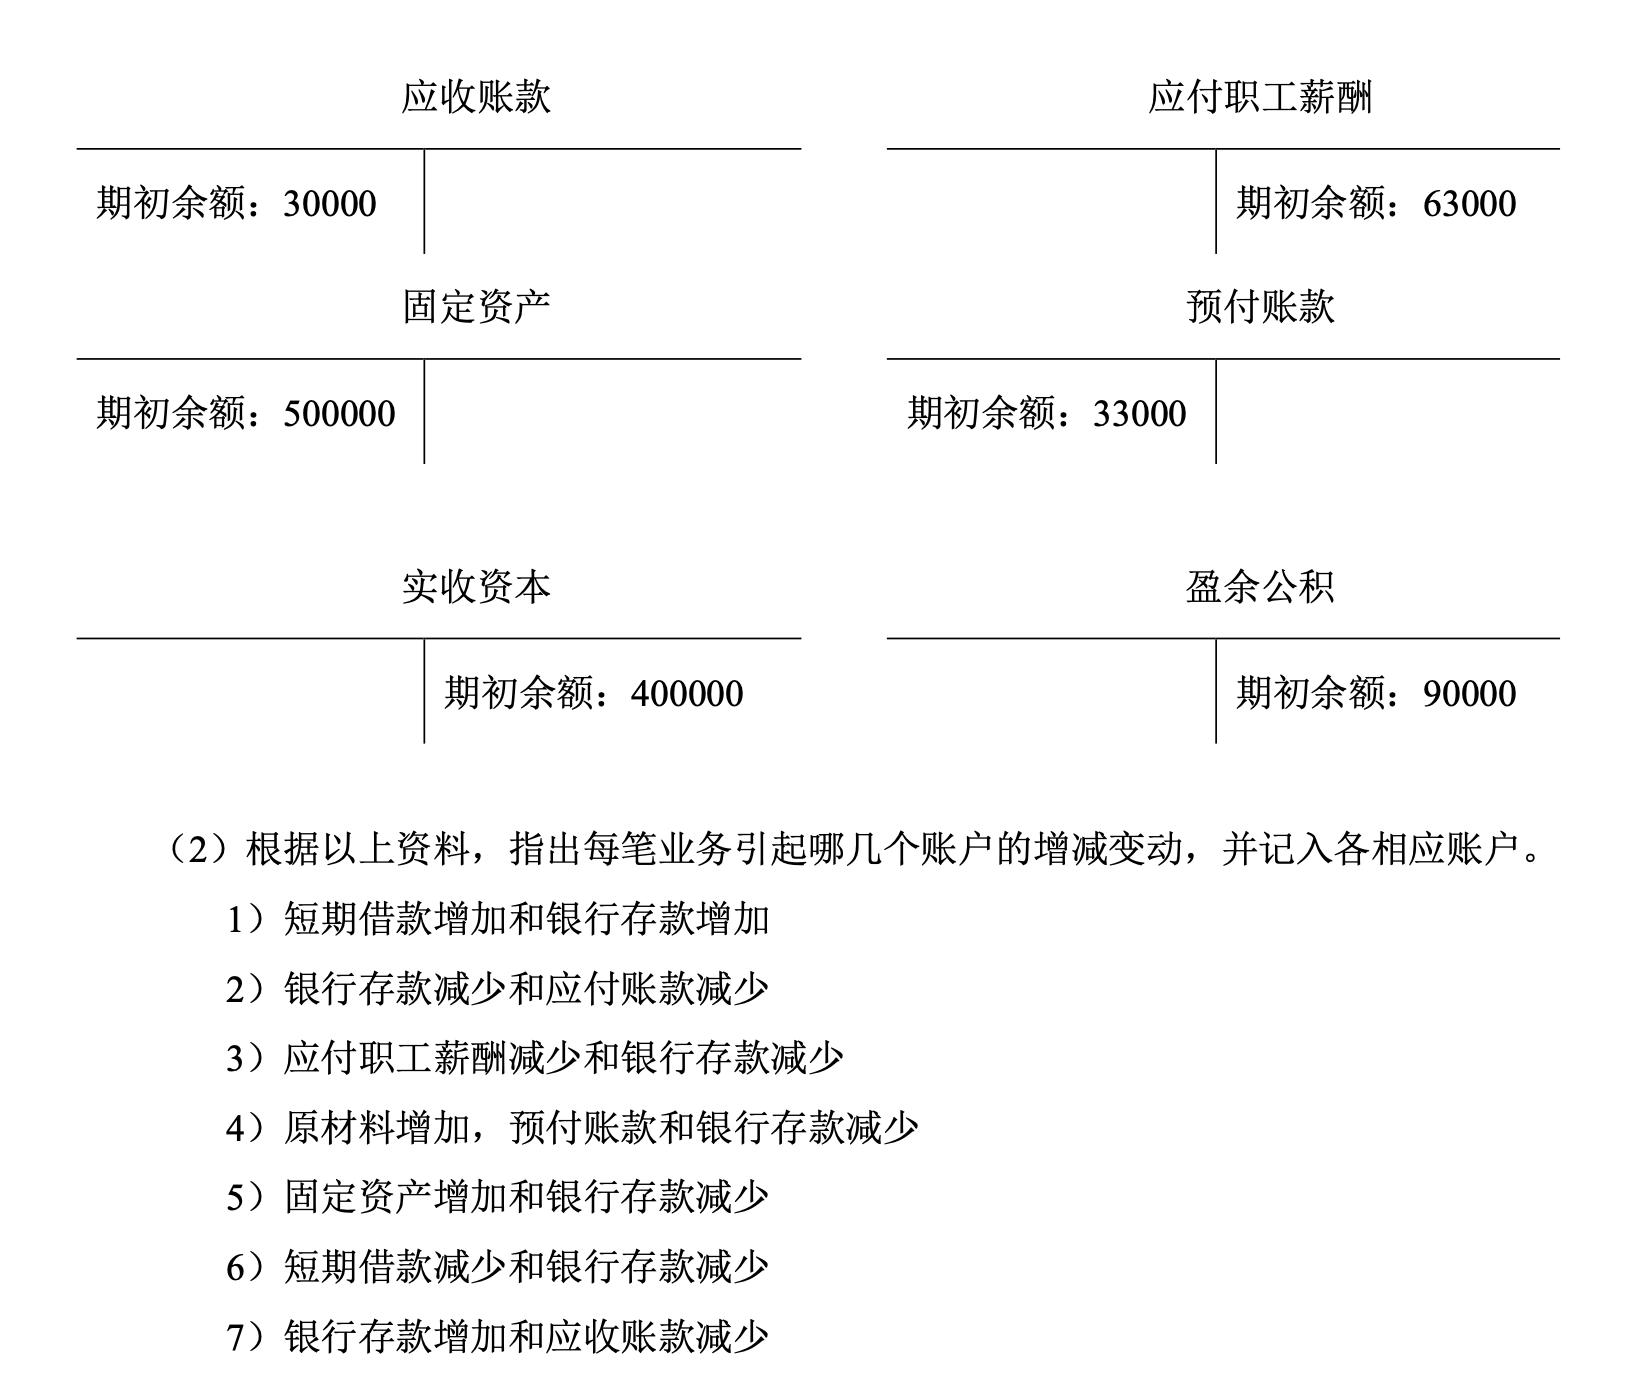 应收账款 应付职工薪酬
期初余额：30000 期初余额：63000
固定资产 预付账款
期初余额：500000 期初余额：33000
实收资本 盈余公积
期初余额：400000 期初余额：90000
（2）根据以上资料，指出每笔业务引起哪几个账户的增减变动，并记入各相应账户。
1）短期借款增加和银行存款增加
2）银行存款减少和应付账款减少
3）应付职工薪酬减少和银行存款减少
4）原材料增加，预付账款和银行存款减少
5）固定资产增加和银行存款减少
6）短期借款减少和银行存款减少
7）银行存款增加和应收账款减少